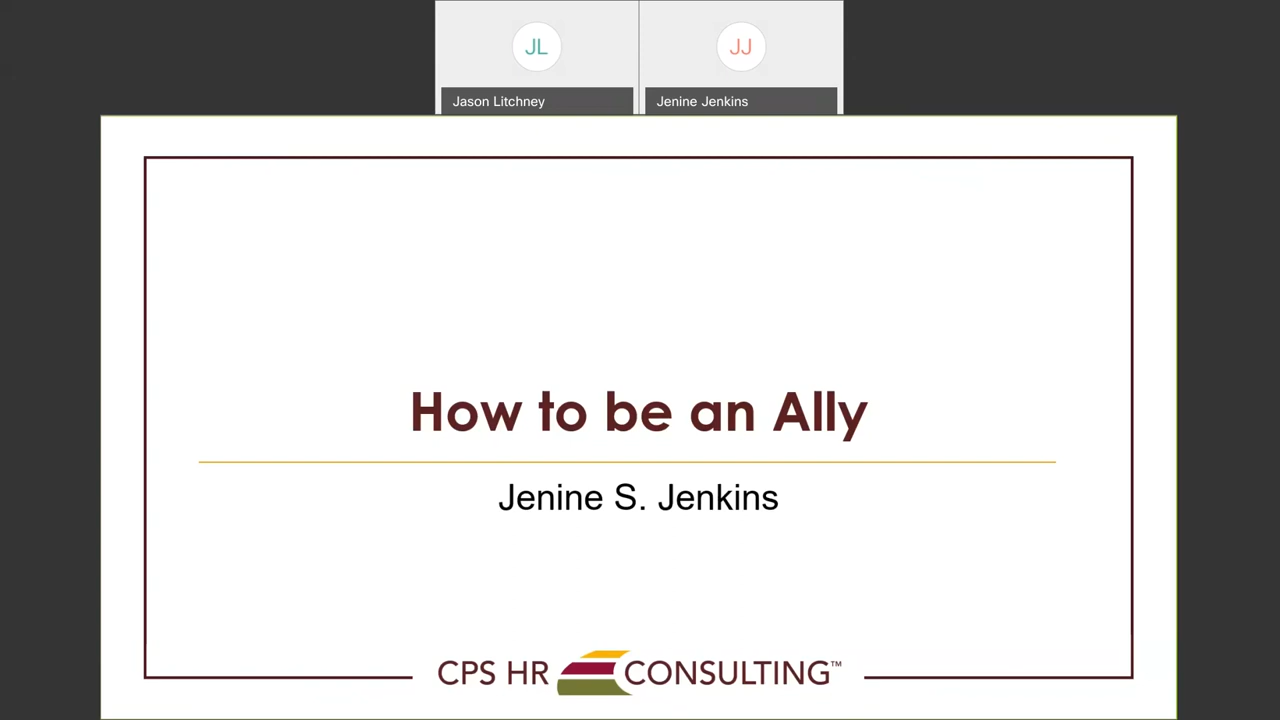 JL
JJ
Jason Litchney
Jenine Jenkins
How to be an Ally
Jenine S. Jenkins
CPS HR CONSULTING™